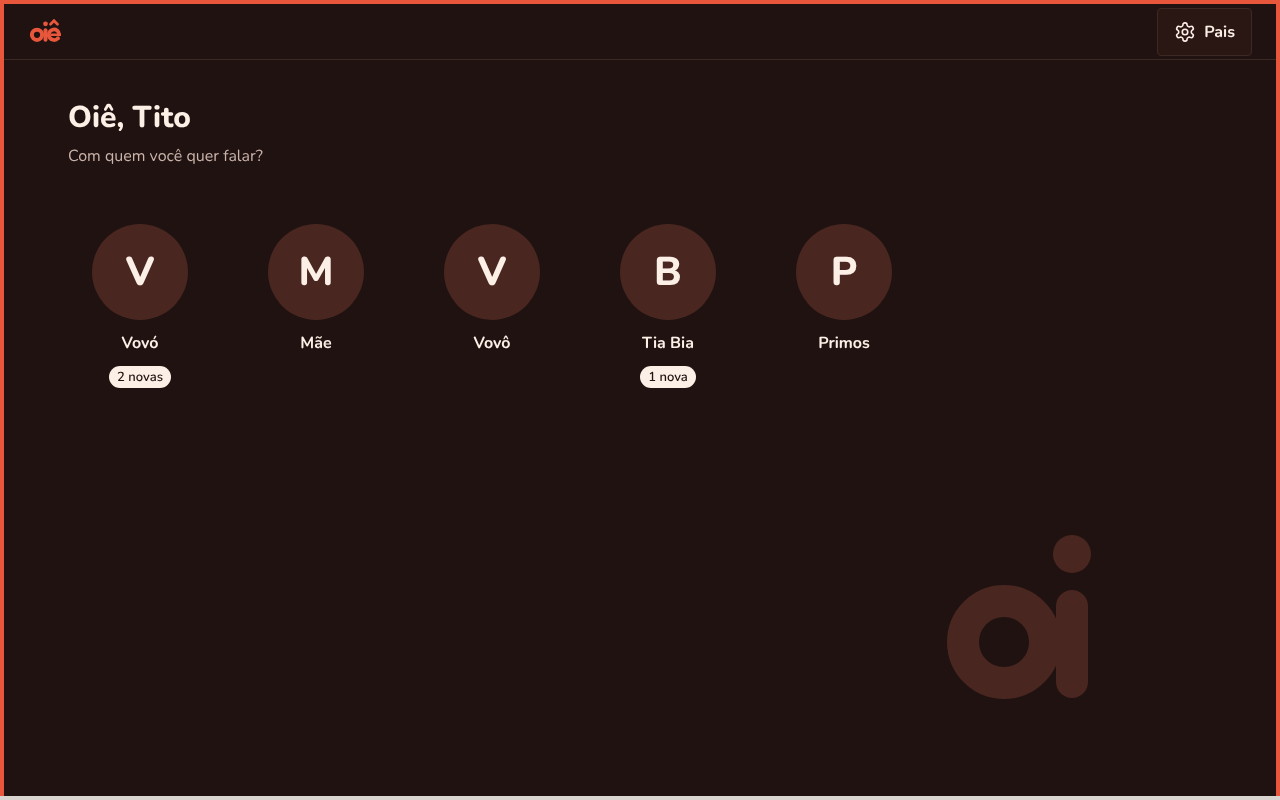 oiê
Pais
Oiê, Tito
Com quem você quer falar?
V
M
V
B
P
Vovó
Mãe
Vovô
Tia Bia
Primos
2 novas
1 nova
oi